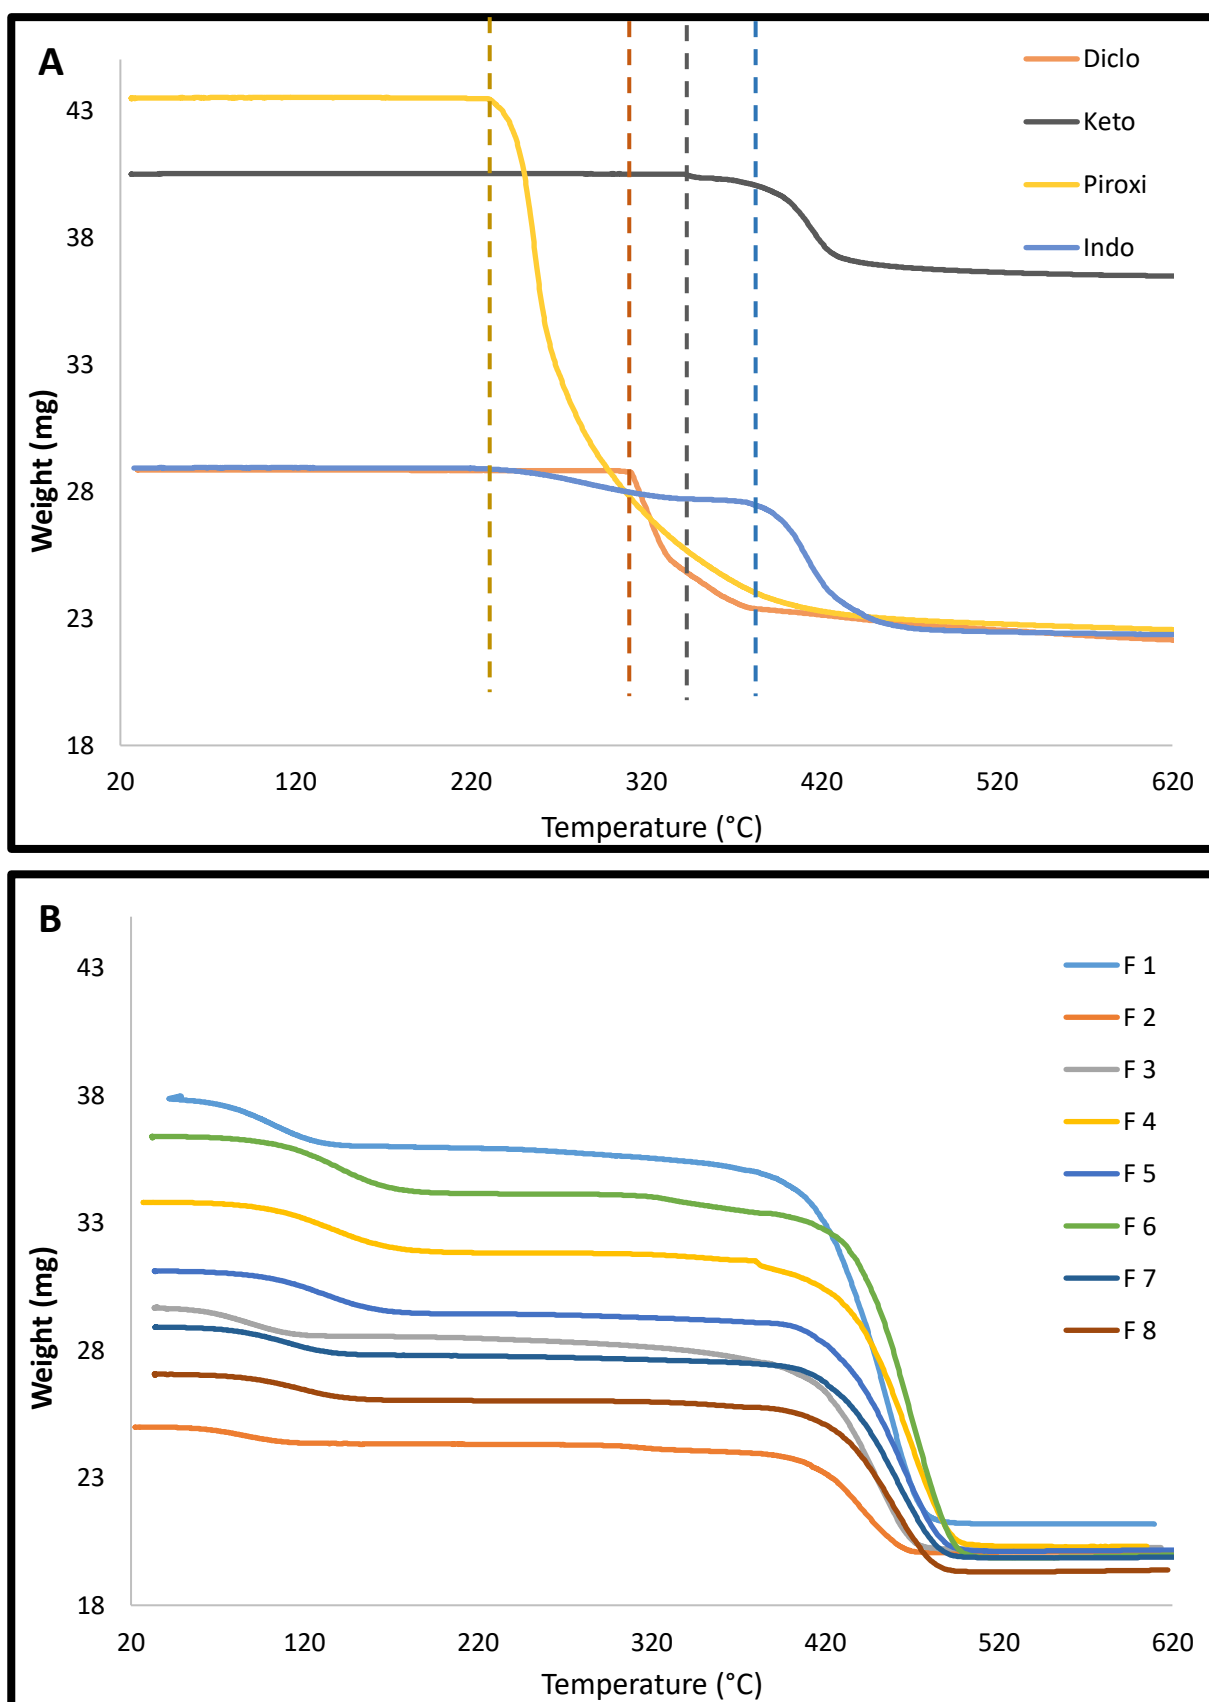 A
Diclo
Keto
Piroxi
Indo
43
38
33
28
23
18
Weight (mg)
20 120 220 320 420 520 620
Temperature (°C)
B
F 1
F 2
F 3
F 4
F 5
F 6
F 7
F 8
43
38
33
28
23
18
Weight (mg)
20 120 220 320 420 520 620
Temperature (°C)